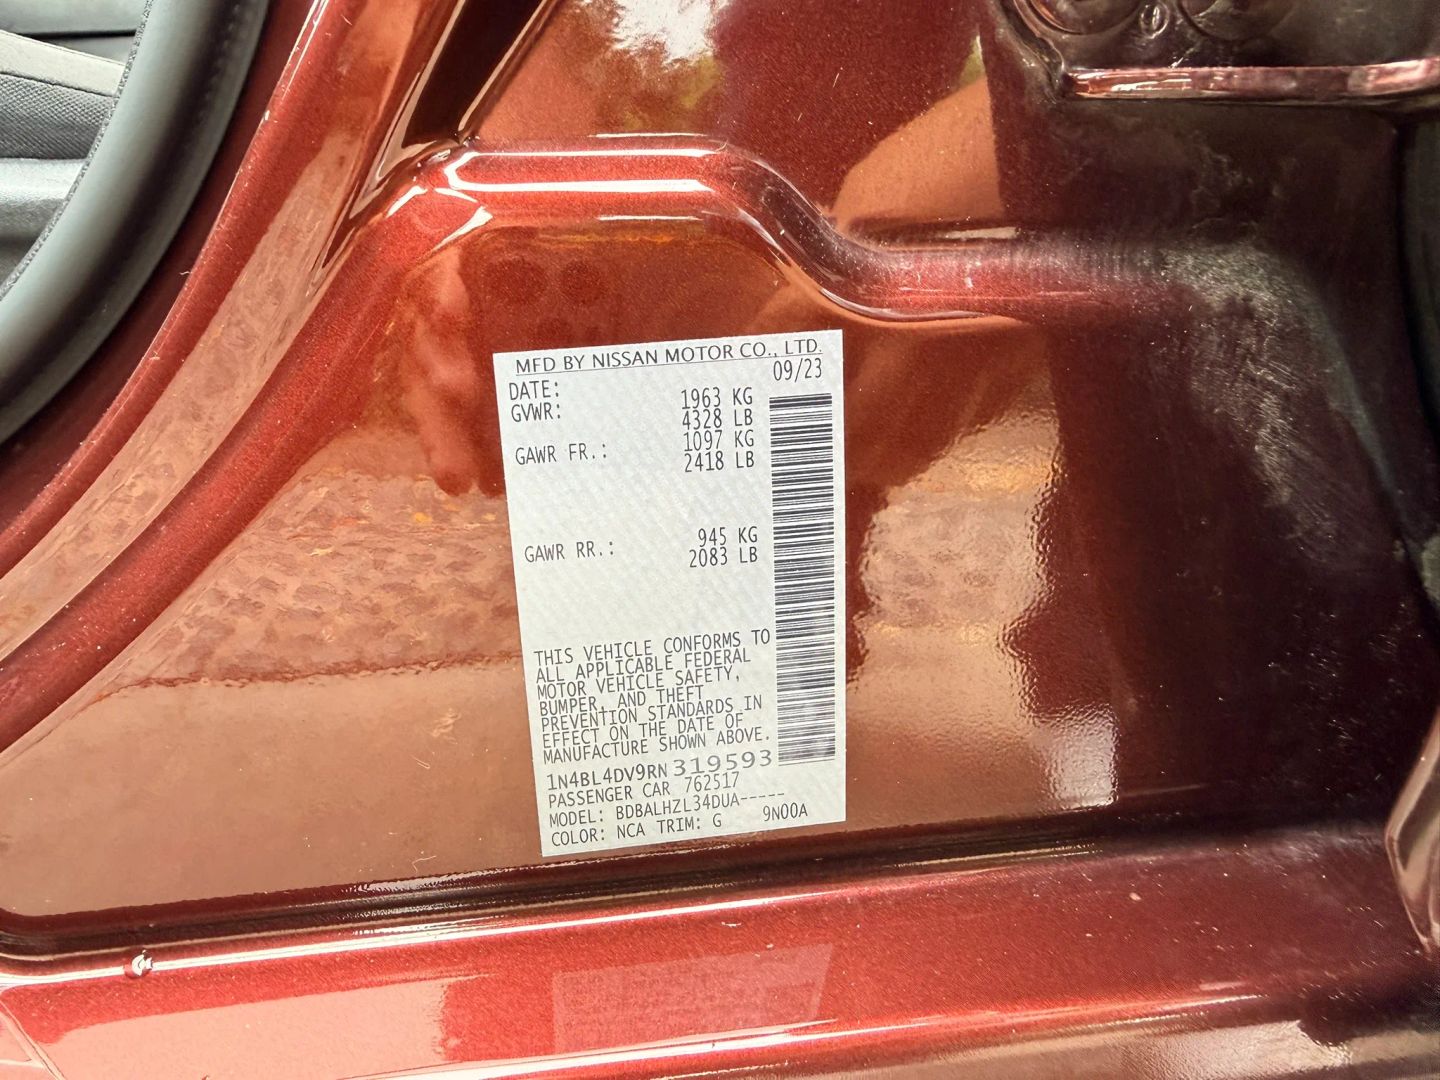 MFD BY NISSAN MOTOR CO., LTD.
DATE: 09/23
GVWR: 1963 KG
4328 LB
GAWR FR.: 1097 KG
2418 LB
GAWR RR.: 945 KG
2083 LB
THIS VEHICLE CONFORMS TO
ALL APPLICABLE FEDERAL
MOTOR VEHICLE SAFETY,
BUMPER, AND THEFT
PREVENTION STANDARDS IN
EFFECT ON THE DATE OF
MANUFACTURE SHOWN ABOVE.
1N4BL4DV9RN319593
PASSENGER CAR 762517
MODEL: BDBALHZL34DUA-----
COLOR: NCA TRIM: G 9N00A